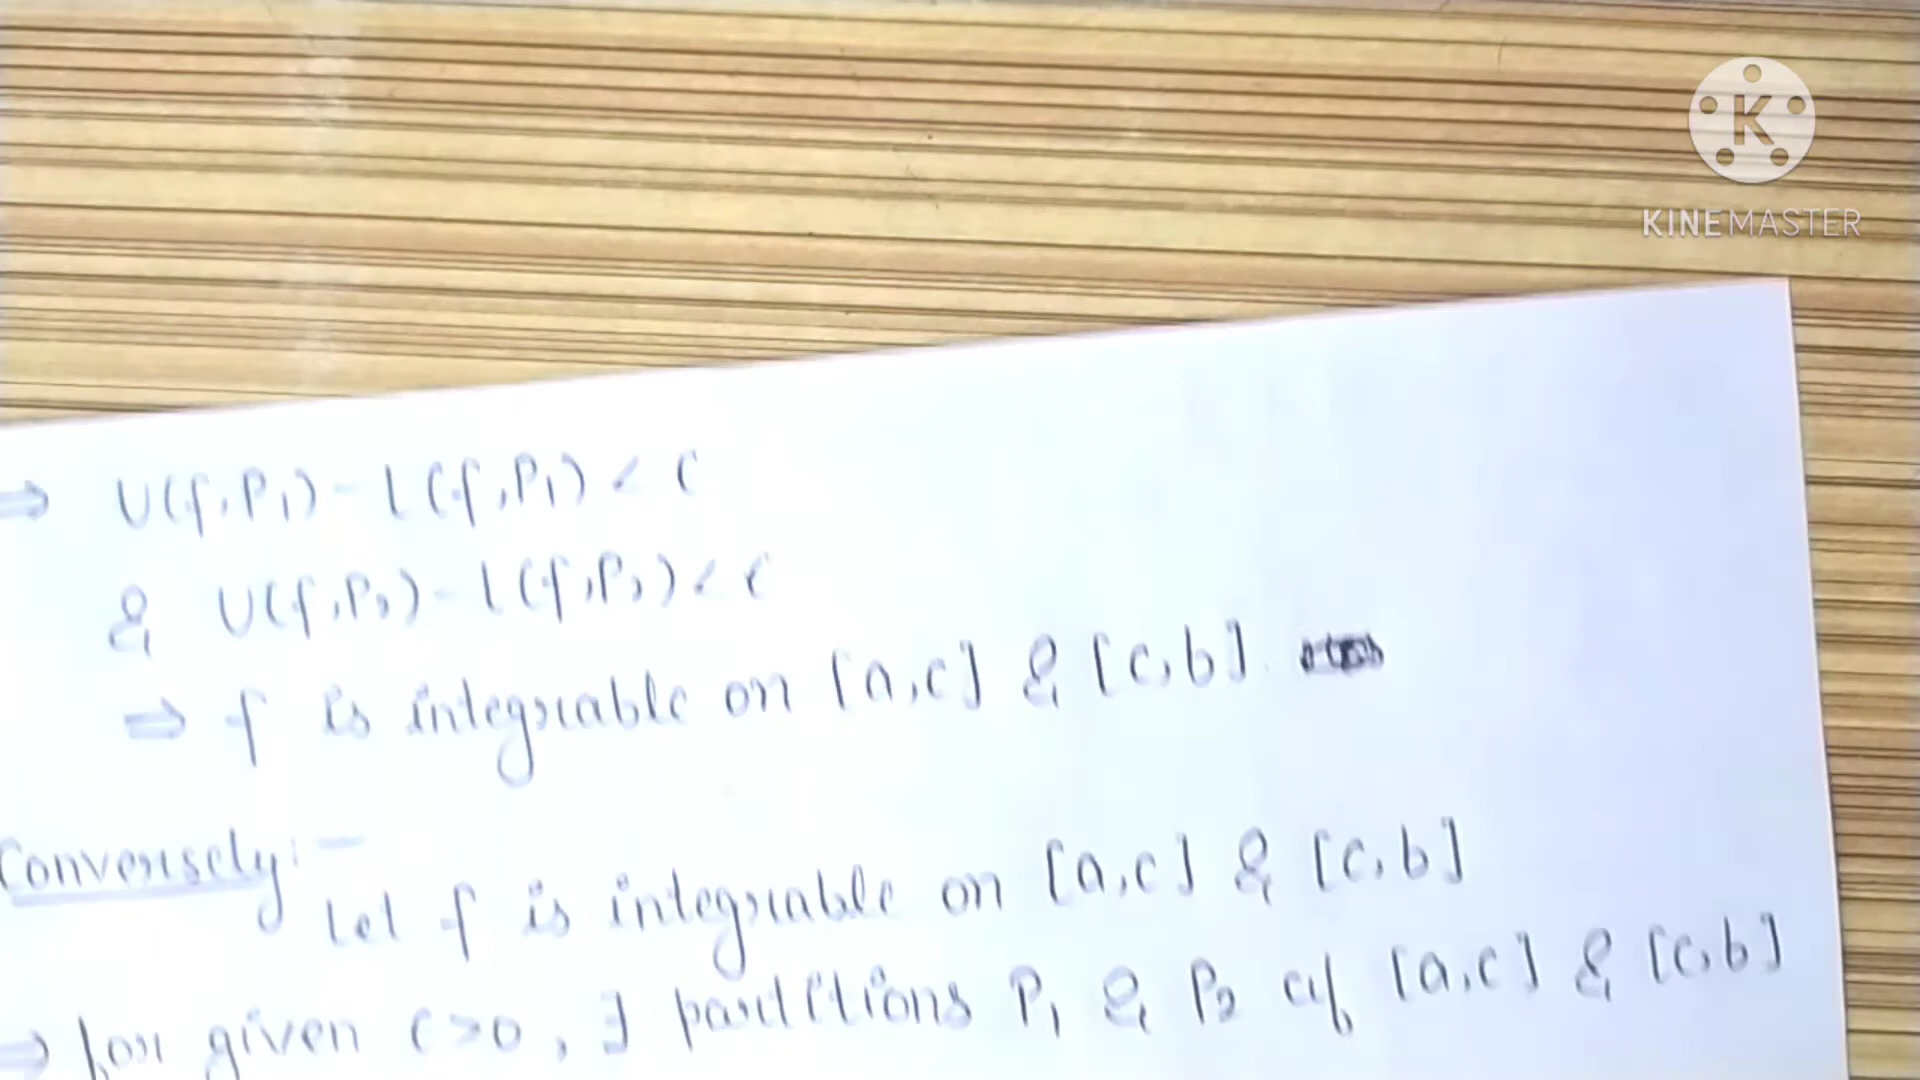 K
KINEMASTER
⇒ U(f,P₁) - L(f,P₁) < ε
& U(f,P₂) - L(f,P₂) < ε
⇒ f is integrable on [a,c] & [c,b].
Conversely:-
Let f is integrable on [a,c] & [c,b]
⇒ for given ε>0, ∃ partitions P₁ & P₂ of [a,c] & [c,b]